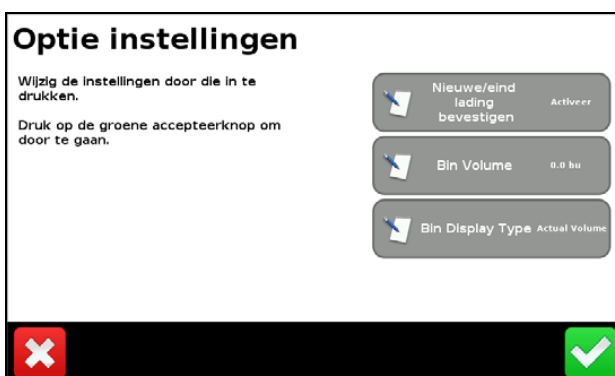 Optie instellingen
Wijzig de instellingen door die in te
drukken.
Druk op de groene accepteerknop om
door te gaan.
Nieuwe/eind
lading
bevestigen
Activeer
Bin Volume
0.0 bu
Bin Display Type
Actual Volume